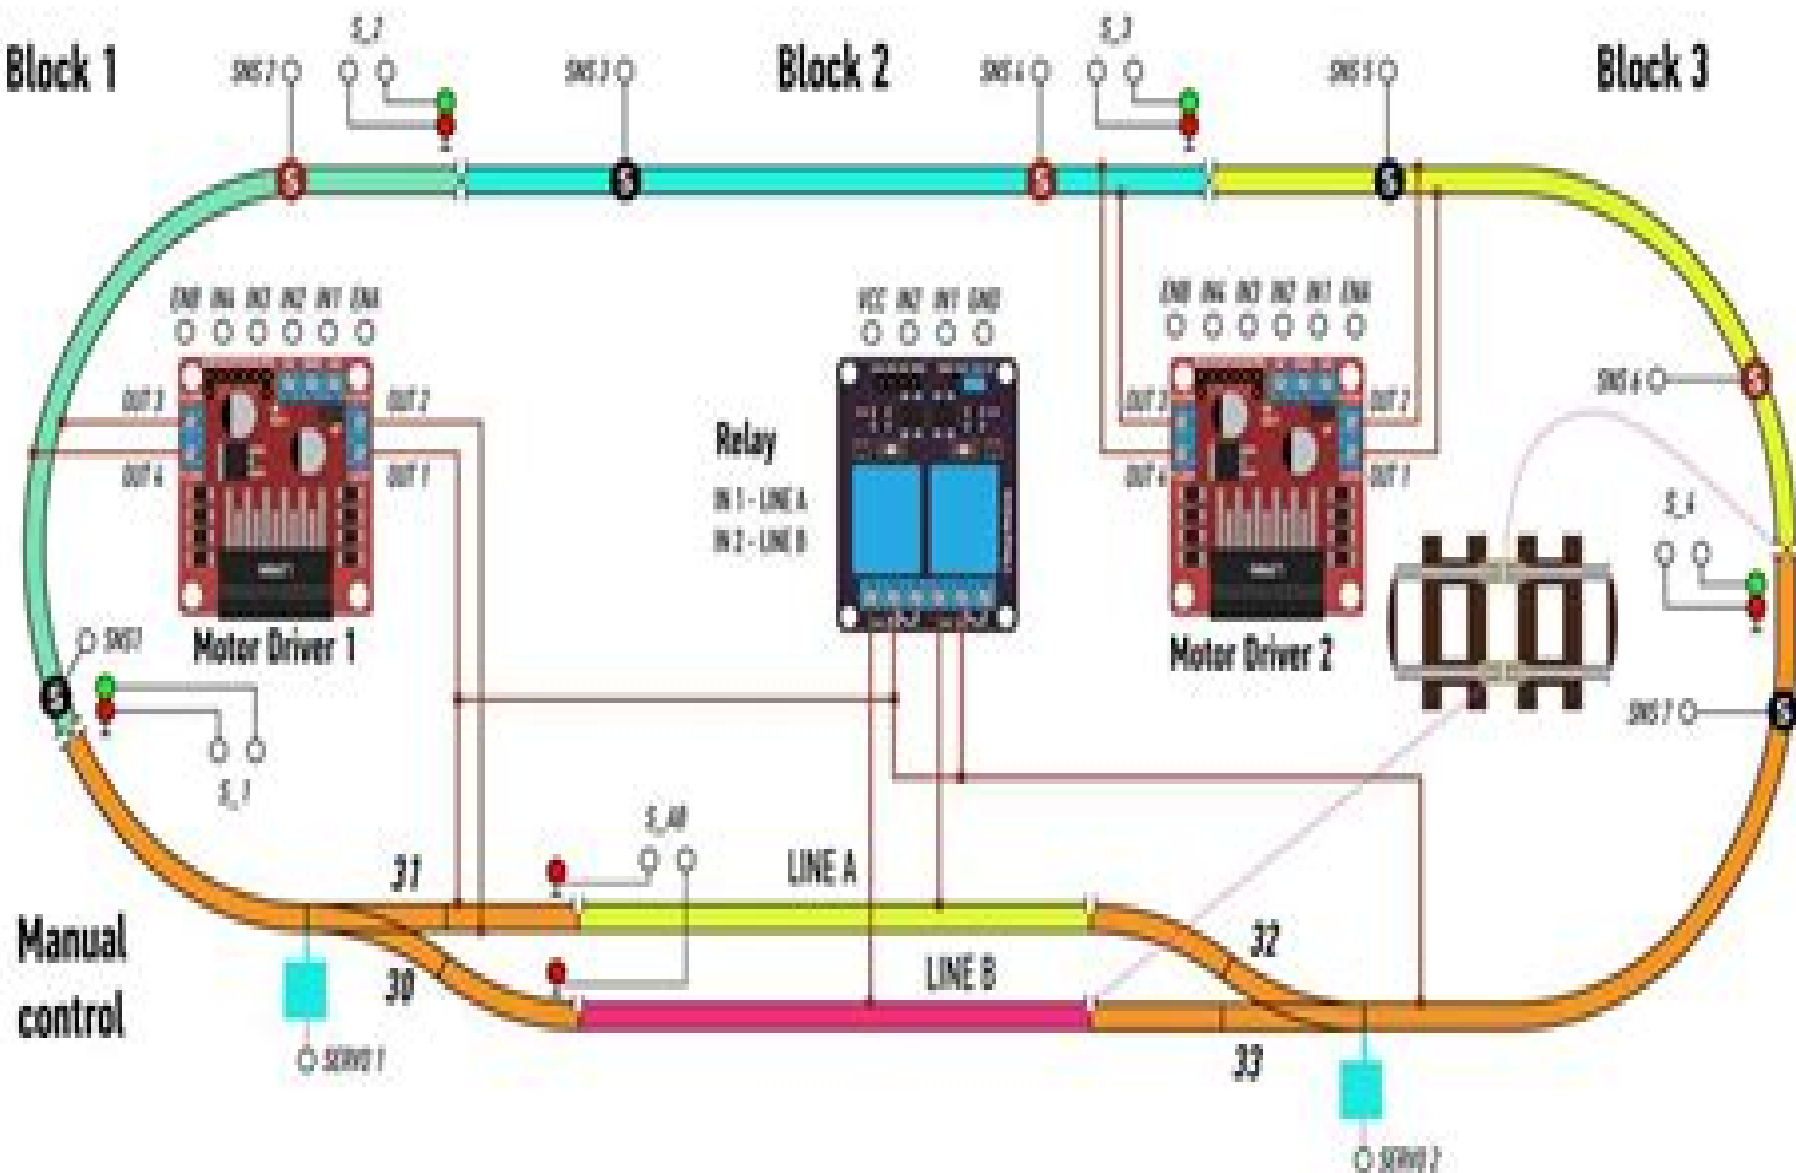 S_2
S_3
Block 1
SNS 2
SNS 3
Block 2
SNS 4
SNS 5
Block 3
S
S
S
S
ENB IN4 IN3 IN2 IN1 ENA
VCC IN2 IN1 GND
ENB IN4 IN3 IN2 IN1 ENA
SNS 6
S
OUT 3
OUT 2
OUT 3
OUT 2
Relay
OUT 4
OUT 1
OUT 4
OUT 1
IN 1 - LINE A
IN 2 - LINE B
S_4
SNS1
Motor Driver 1
Motor Driver 2
S
SNS 7
S
S_1
S_AB
31
LINE A
Manual
control
30
LINE B
32
SERVO 1
33
SERVO 2